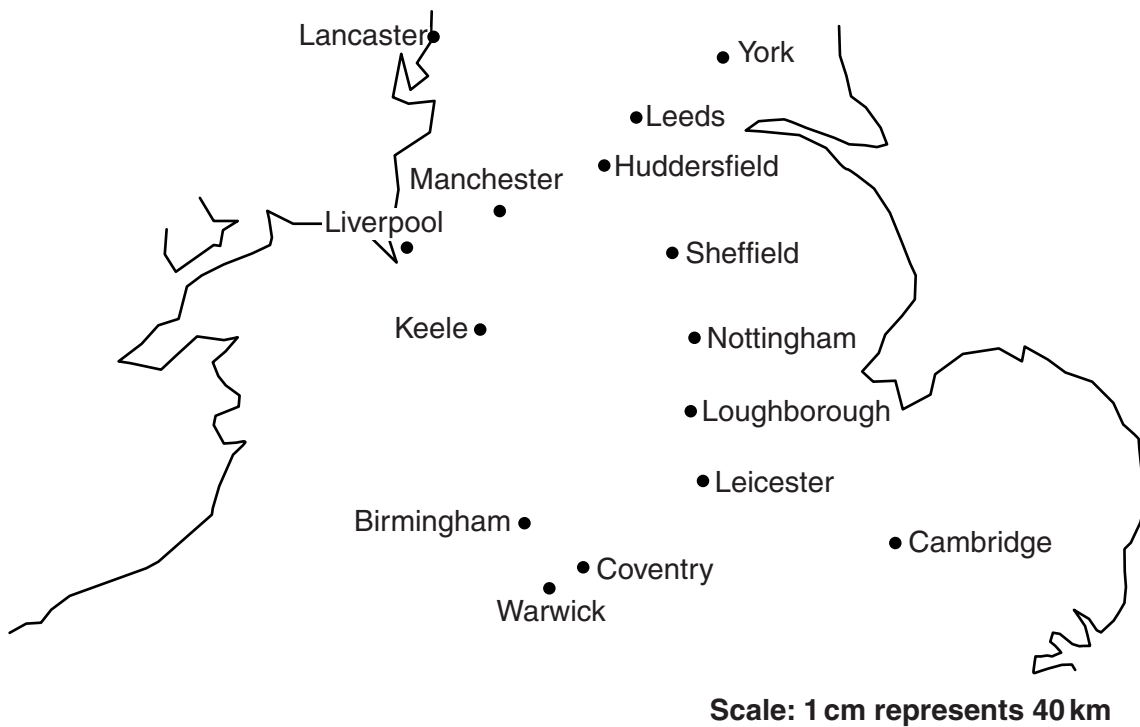 Lancaster
York
Leeds
Huddersfield
Manchester
Liverpool
Sheffield
Keele
Nottingham
Loughborough
Leicester
Birmingham
Cambridge
Coventry
Warwick
Scale: 1 cm represents 40 km